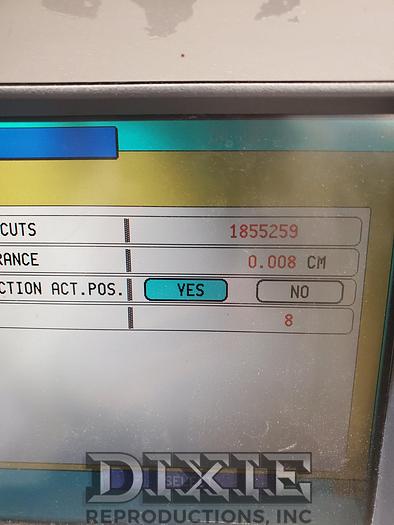 CUTS 1855259
RANCE 0.008 CM
CTION ACT.POS. YES NO
8
DIXIE
REPRODUCTIONS, INC